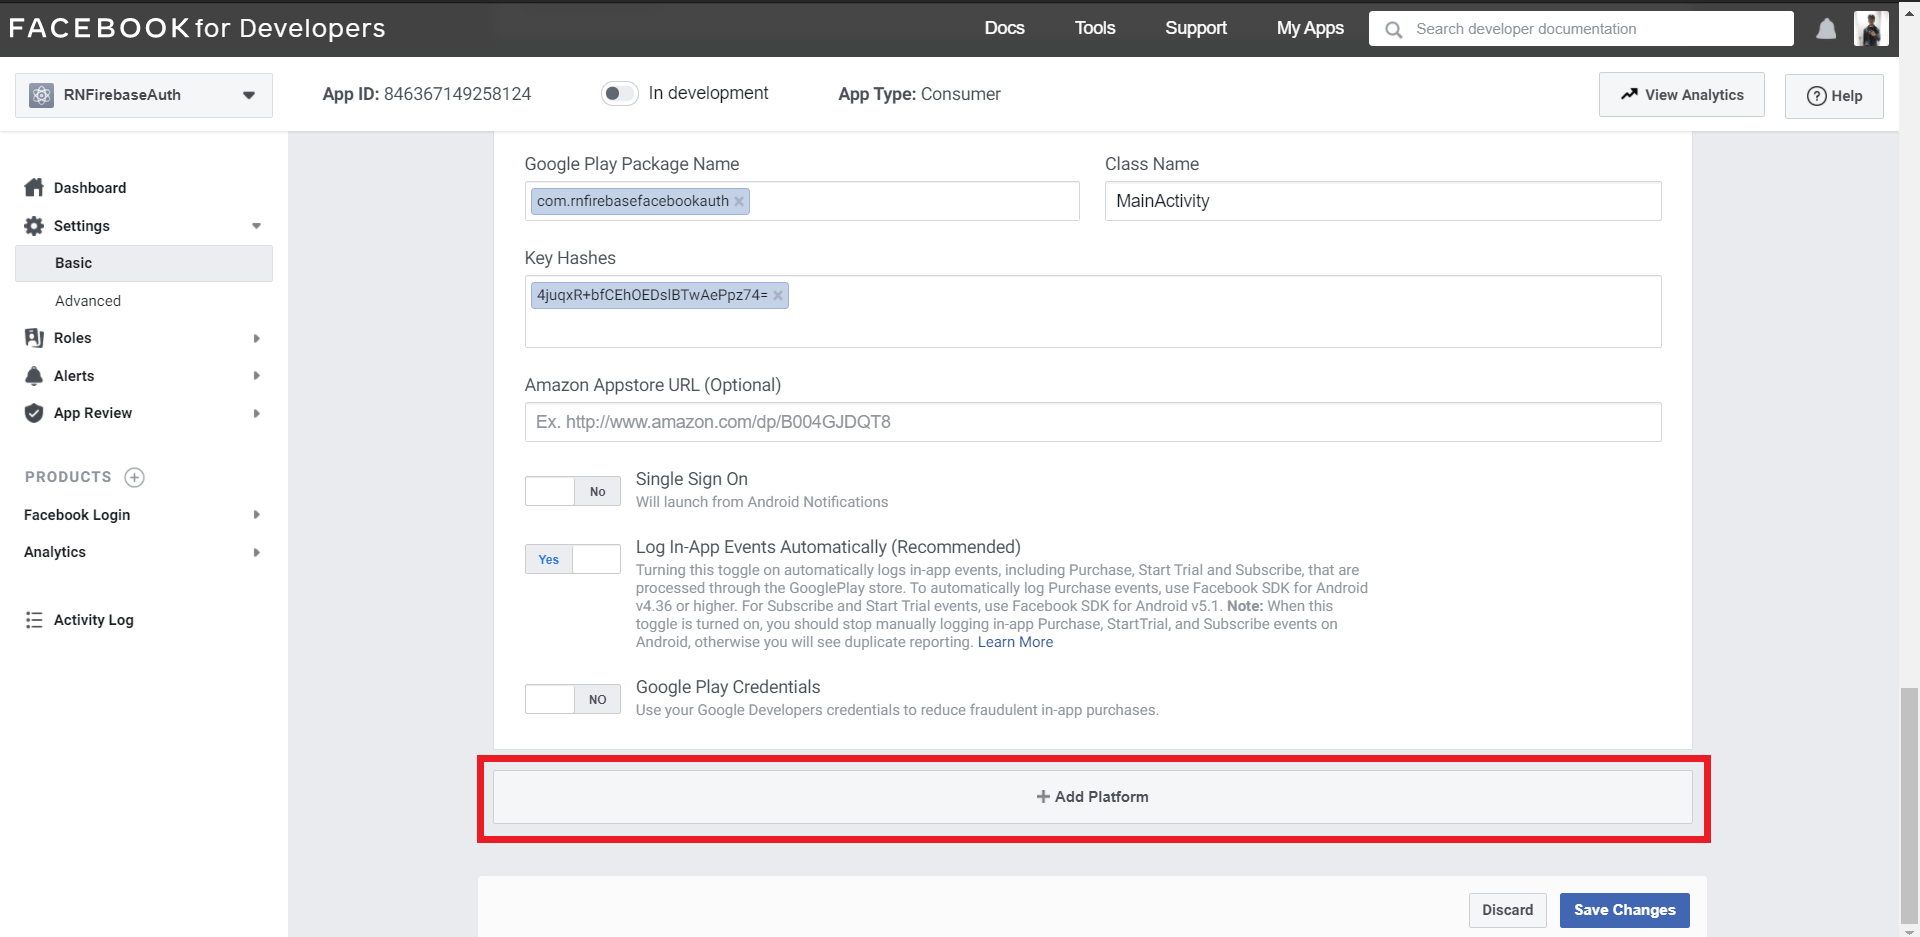 FACEBOOK for Developers
Docs
Tools
Support
My Apps
Search developer documentation
RNFirebaseAuth
App ID: 846367149258124
In development
App Type: Consumer
View Analytics
Help
Dashboard
Settings
Basic
Advanced
Roles
Alerts
App Review
PRODUCTS
Facebook Login
Analytics
Activity Log
Google Play Package Name
Class Name
com.rnfirebasefacebookauth
MainActivity
Key Hashes
4juqxR+bfCEhOEDslBTwAePpz74=
Amazon Appstore URL (Optional)
Ex. http://www.amazon.com/dp/B004GJDQT8
No
Single Sign On
Will launch from Android Notifications
Yes
Log In-App Events Automatically (Recommended)
Turning this toggle on automatically logs in-app events, including Purchase, Start Trial and Subscribe, that are
processed through the GooglePlay store. To automatically log Purchase events, use Facebook SDK for Android
v4.36 or higher. For Subscribe and Start Trial events, use Facebook SDK for Android v5.1. Note: When this
toggle is turned on, you should stop manually logging in-app Purchase, StartTrial, and Subscribe events on
Android, otherwise you will see duplicate reporting. Learn More
NO
Google Play Credentials
Use your Google Developers credentials to reduce fraudulent in-app purchases.
+ Add Platform
Discard
Save Changes